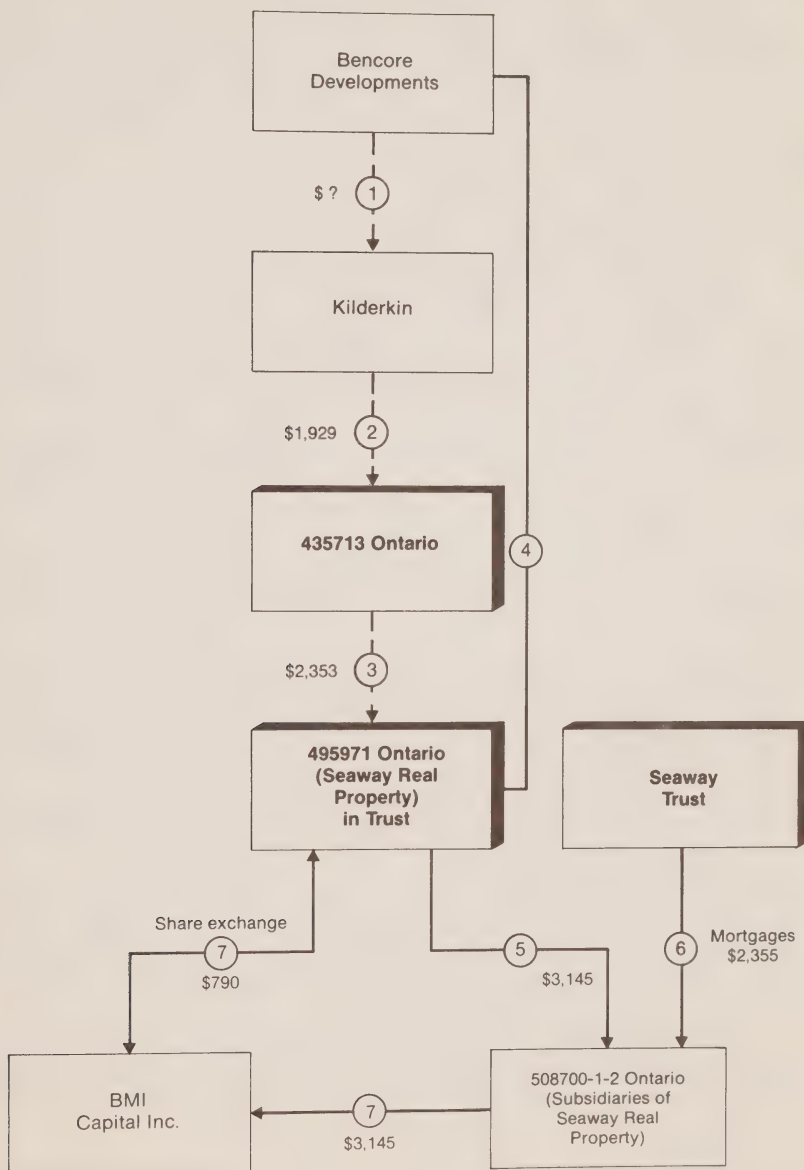 Bencore
Developments
$ ?
1
Kilderkin
$1,929
2
435713 Ontario
4
$2,353
3
495971 Ontario
(Seaway Real
Property)
in Trust
Seaway
Trust
Share exchange
7
$790
5
$3,145
6
Mortgages
$2,355
BMI
Capital Inc.
7
$3,145
508700-1-2 Ontario
(Subsidiaries of
Seaway Real
Property)